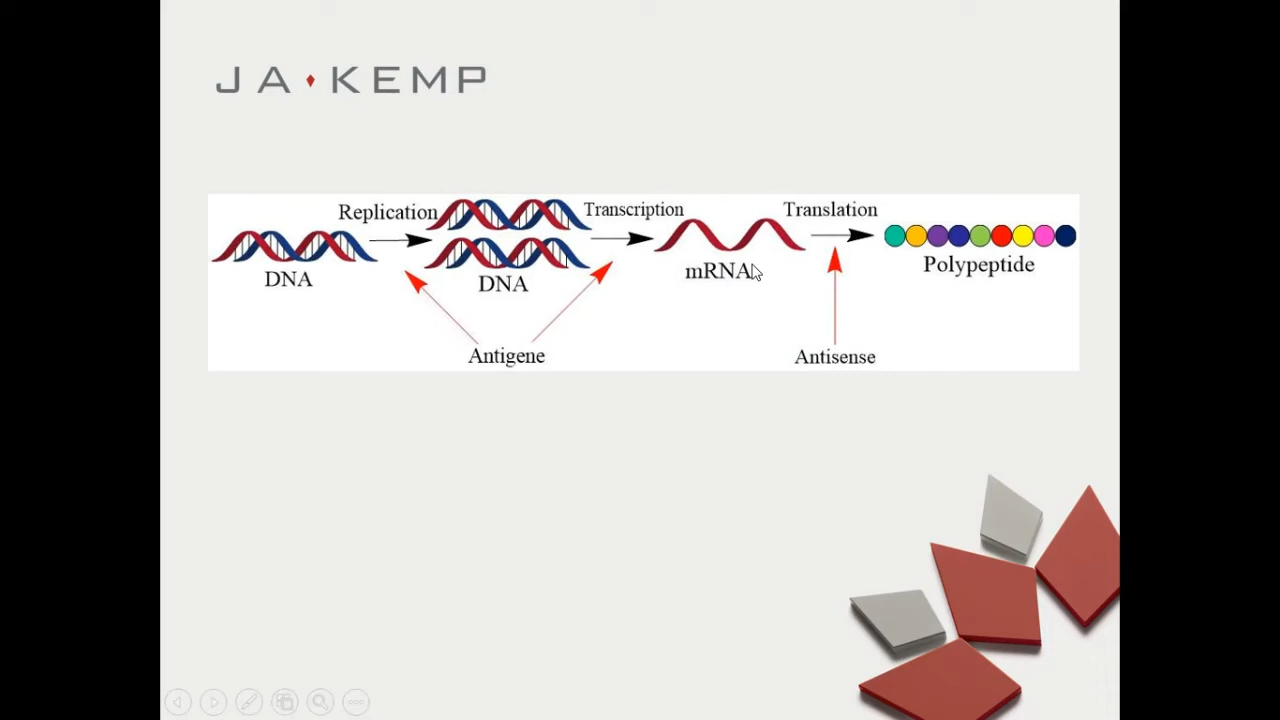 JA KEMP
Replication
Transcription
Translation
DNA
DNA
mRNA
Polypeptide
Antigene
Antisense